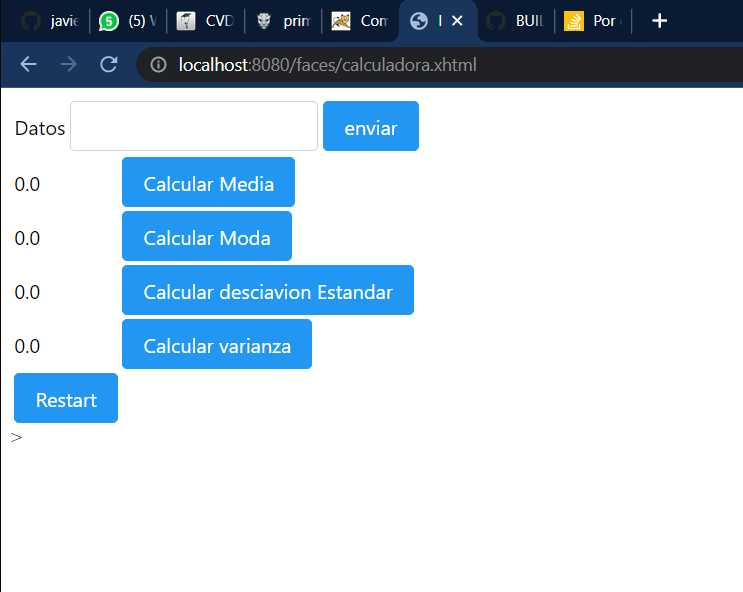 javie (5) W CVD prim Com I BUIL Por
localhost:8080/faces/calculadora.xhtml
Datos enviar
0.0 Calcular Media
0.0 Calcular Moda
0.0 Calcular desciavion Estandar
0.0 Calcular varianza
Restart
>